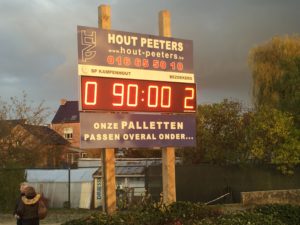 HOUT PEETERS
www.hout-peeters.be
016 65 50 10
SP KAMPENHOUT BEZOEKERS
0 90:00 2
ONZE PALLETTEN
PASSEN OVERAL ONDER...